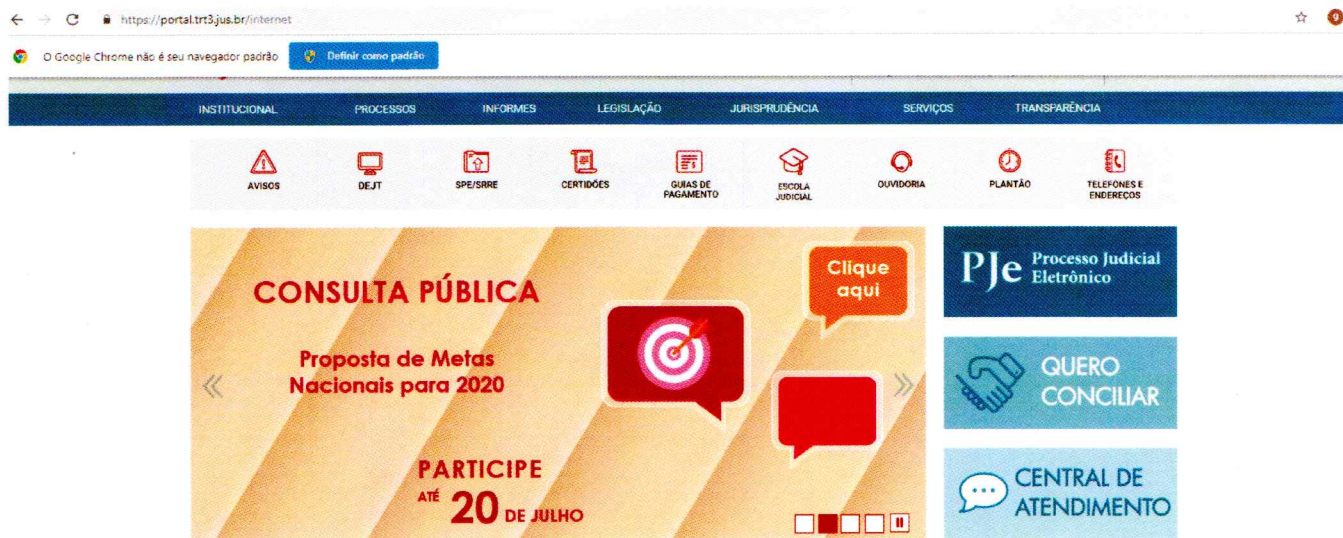 https://portal.trt3.jus.br/internet
9
O Google Chrome não é seu navegador padrão
Definir como padrão
INSTITUCIONAL PROCESSOS INFORMES LEGISLAÇÃO JURISPRUDÊNCIA SERVIÇOS TRANSPARÊNCIA
AVISOS DEJT SPE/SRRE CERTIDÕES GUIAS DE PAGAMENTO ESCOLA JUDICIAL OUVIDORIA PLANTÃO TELEFONES E ENDEREÇOS
CONSULTA PÚBLICA
Proposta de Metas
Nacionais para 2020
PARTICIPE
ATÉ 20 DE JULHO
Clique
aqui
PJe Processo Judicial
Eletrônico
QUERO
CONCILIAR
CENTRAL DE
ATENDIMENTO